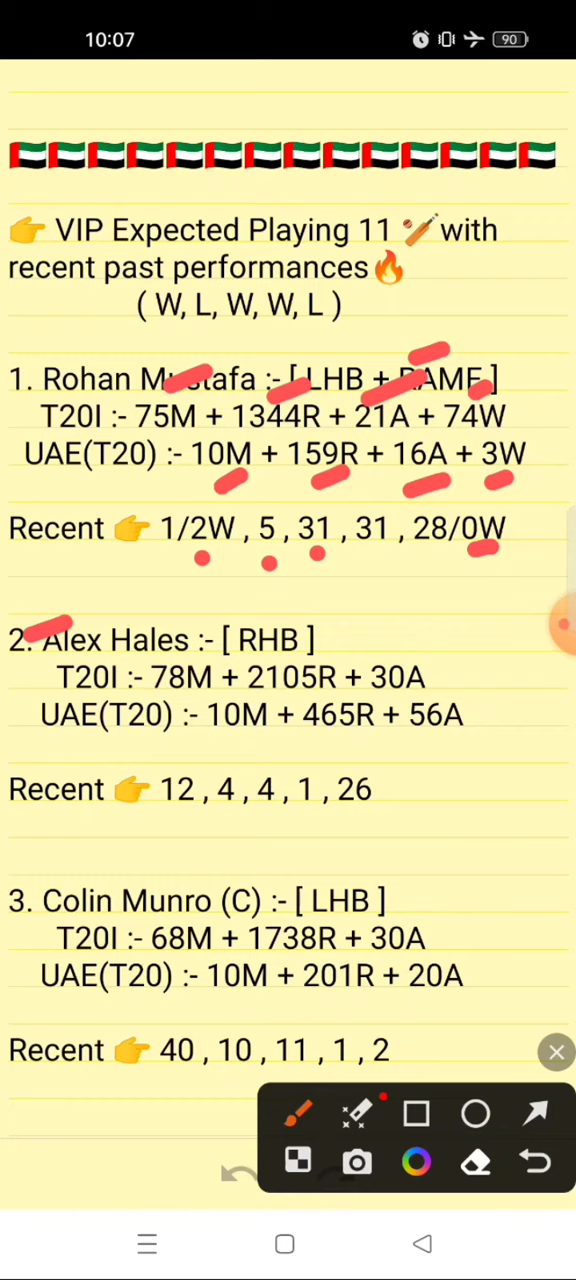 10:07
90
VIP Expected Playing 11 with
recent past performances
( W, L, W, W, L )
1. Rohan Mustafa :- [ LHB + RAMF ]
T20I :- 75M + 1344R + 21A + 74W
UAE(T20) :- 10M + 159R + 16A + 3W
Recent 1/2W , 5 , 31 , 31 , 28/0W
2. Alex Hales :- [ RHB ]
T20I :- 78M + 2105R + 30A
UAE(T20) :- 10M + 465R + 56A
Recent 12 , 4 , 4 , 1 , 26
3. Colin Munro (C) :- [ LHB ]
T20I :- 68M + 1738R + 30A
UAE(T20) :- 10M + 201R + 20A
Recent 40 , 10 , 11 , 1 , 2